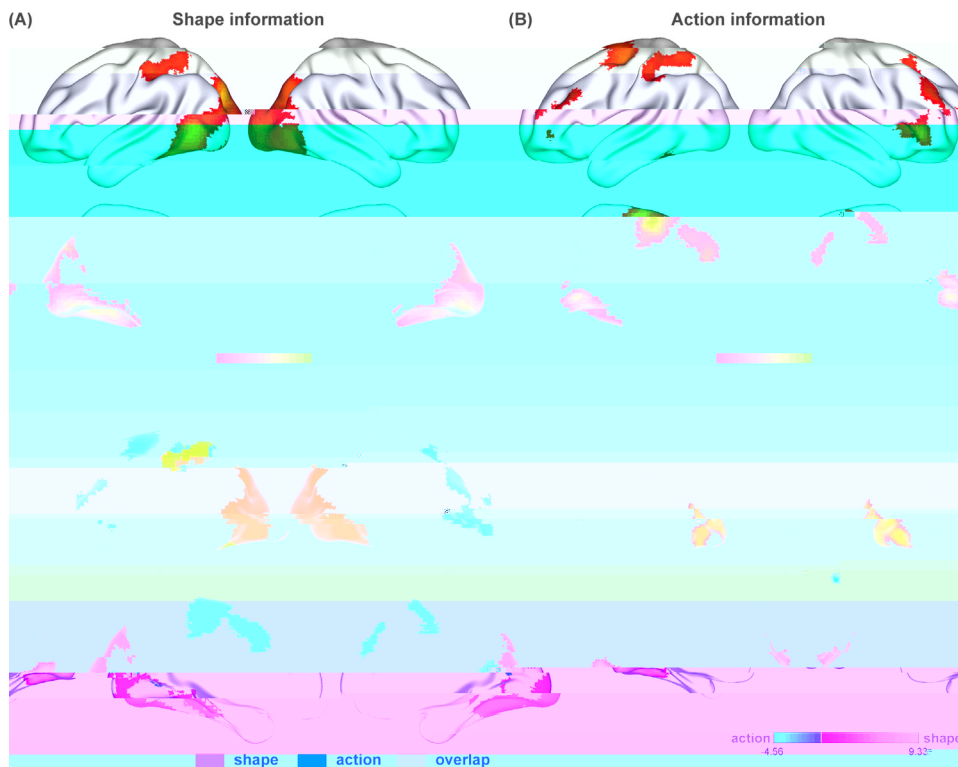 (A) Shape information
(B) Action information
action shape
-4.56 9.32
shape action overlap